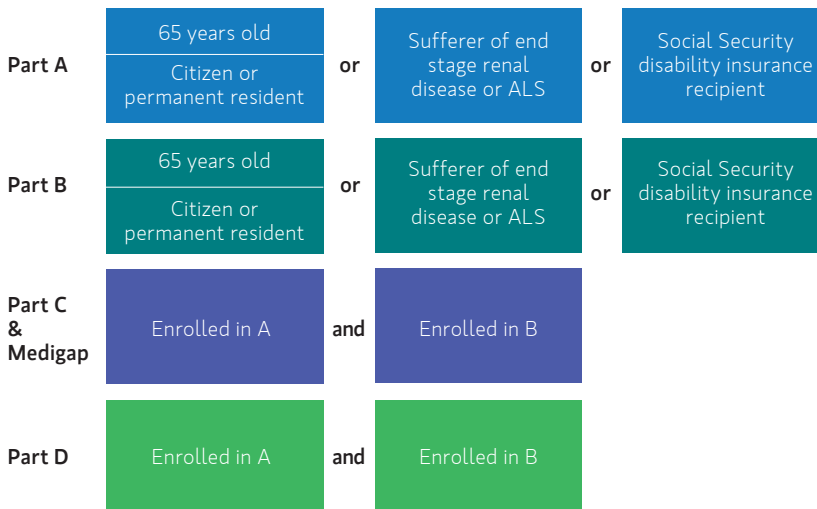 Part A
65 years old
Citizen or
permanent resident
or
Sufferer of end
stage renal
disease or ALS
or
Social Security
disability insurance
recipient
Part B
65 years old
Citizen or
permanent resident
or
Sufferer of end
stage renal
disease or ALS
or
Social Security
disability insurance
recipient
Part C
&
Medigap
Enrolled in A
and
Enrolled in B
Part D
Enrolled in A
and
Enrolled in B